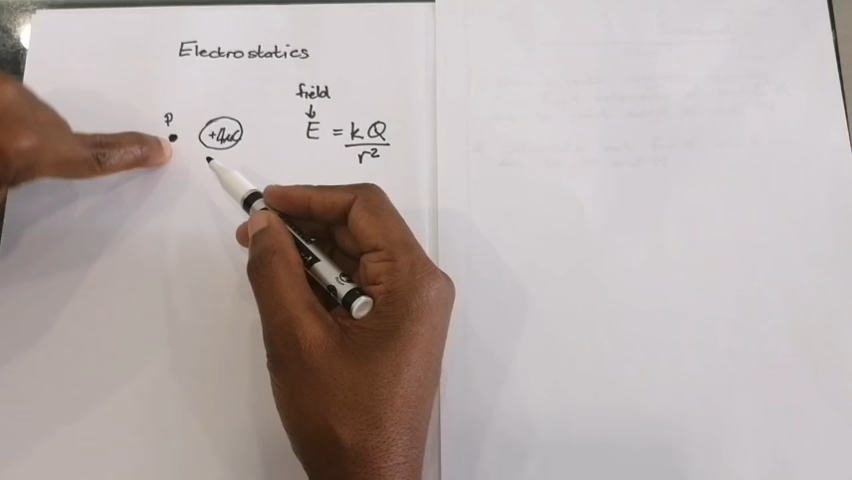 Electrostatics
field
↓
P
+4μC
E = kQ/r²